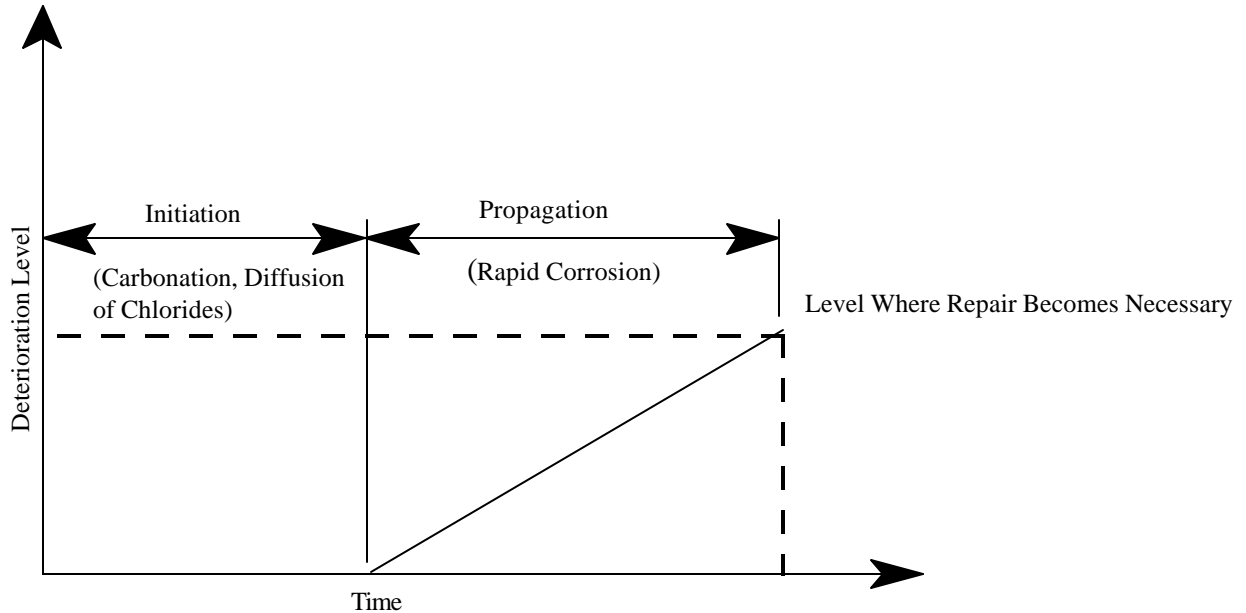 Initiation
Propagation
(Carbonation, Diffusion
of Chlorides)
(Rapid Corrosion)
Level Where Repair Becomes Necessary
Deterioration Level
Time